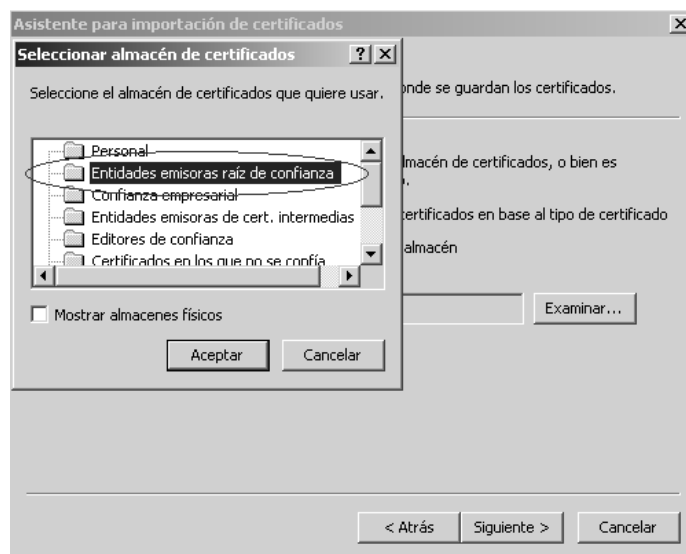 Asistente para importación de certificados
Seleccionar almacén de certificados
Seleccione el almacén de certificados que quiere usar.
Personal
Entidades emisoras raíz de confianza
Confianza empresarial
Entidades emisoras de cert. intermedias
Editores de confianza
Certificados en los que no se confía
Mostrar almacenes físicos
Aceptar
Cancelar
onde se guardan los certificados.
lmacén de certificados, o bien es
ertificados en base al tipo de certificado
almacén
Examinar...
< Atrás
Siguiente >
Cancelar